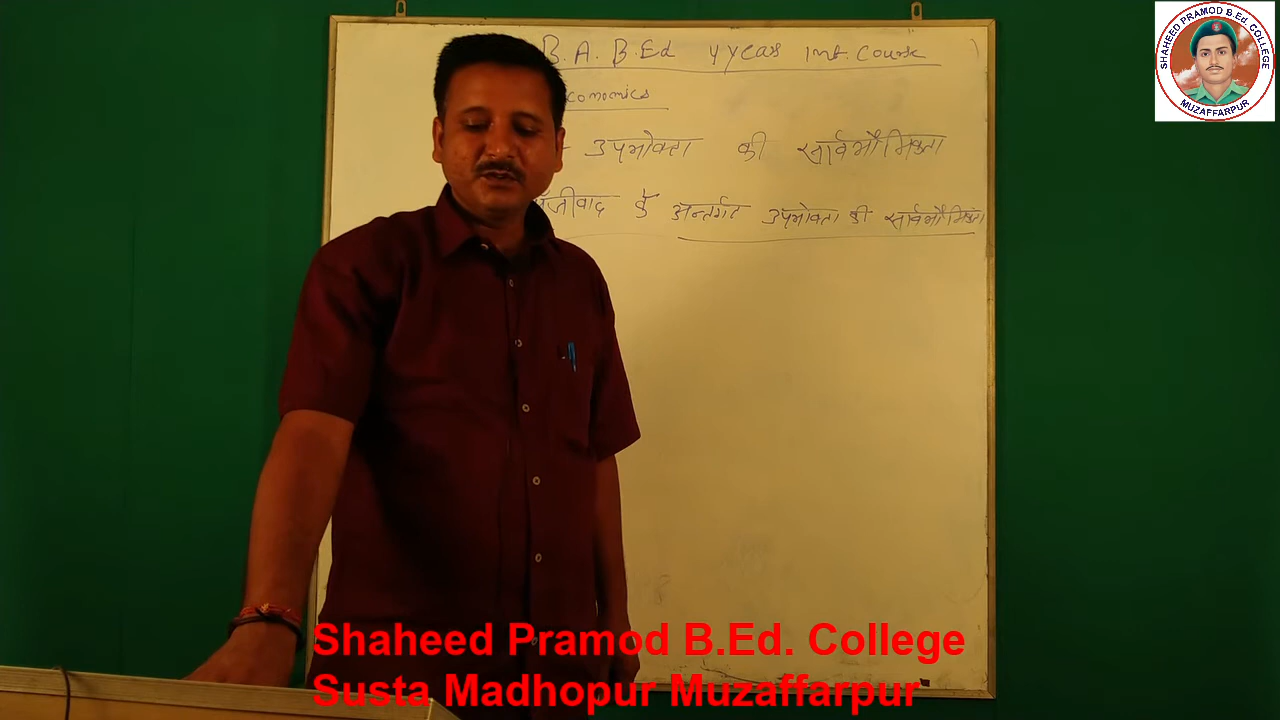 B.A. B.Ed 4 year Int. Course
conomics
- उपभोक्ता की सार्वभौमिकता
जीवाद के अन्तर्गत उपभोक्ता की सार्वभौमिकता
SHAHEED PRAMOD B.Ed. COLLEGE
MUZAFFARPUR
Shaheed Pramod B.Ed. College
Susta Madhopur Muzaffarpur